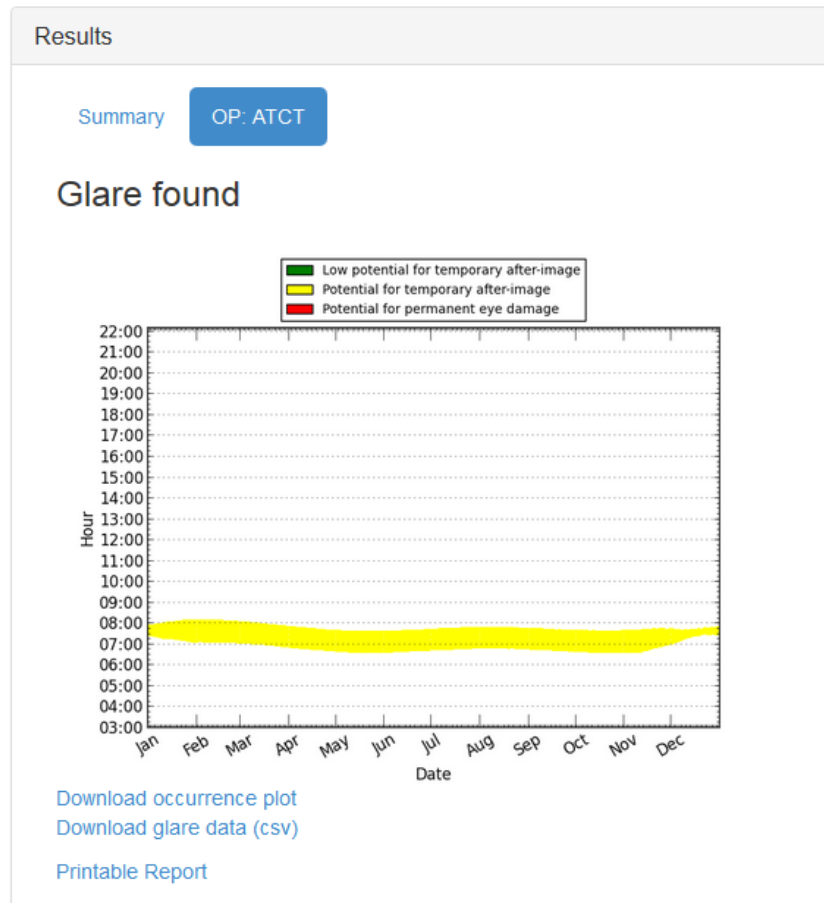 Results
Summary OP: ATCT
Glare found
Low potential for temporary after-image
Potential for temporary after-image
Potential for permanent eye damage
22:00
21:00
20:00
19:00
18:00
17:00
16:00
15:00
14:00
13:00
12:00
11:00
10:00
09:00
08:00
07:00
06:00
05:00
04:00
03:00
Hour
Jan Feb Mar Apr May Jun Jul Aug Sep Oct Nov Dec
Date
Download occurrence plot
Download glare data (csv)
Printable Report